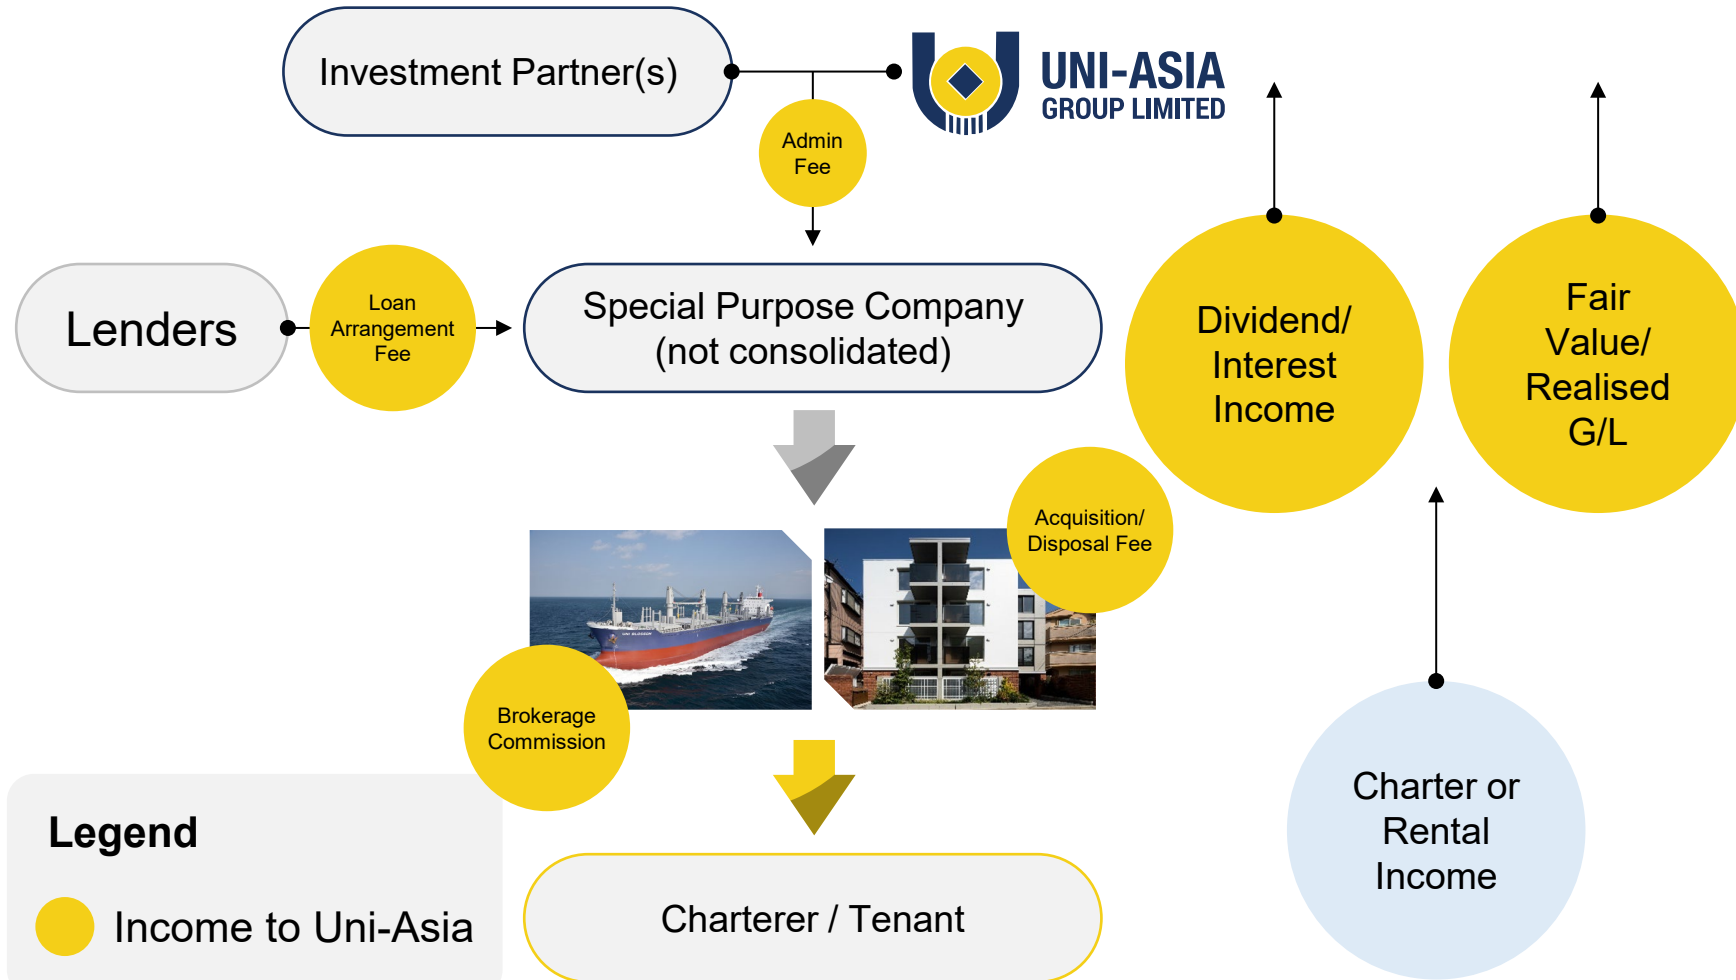 Investment Partner(s)
UNI-ASIA
GROUP LIMITED
Admin
Fee
Lenders
Loan
Arrangement
Fee
Special Purpose Company
(not consolidated)
Dividend/
Interest
Income
Fair
Value/
Realised
G/L
Acquisition/
Disposal Fee
UNI BLOSSOM
Brokerage
Commission
Charter or
Rental
Income
Charterer / Tenant
Legend
Income to Uni-Asia